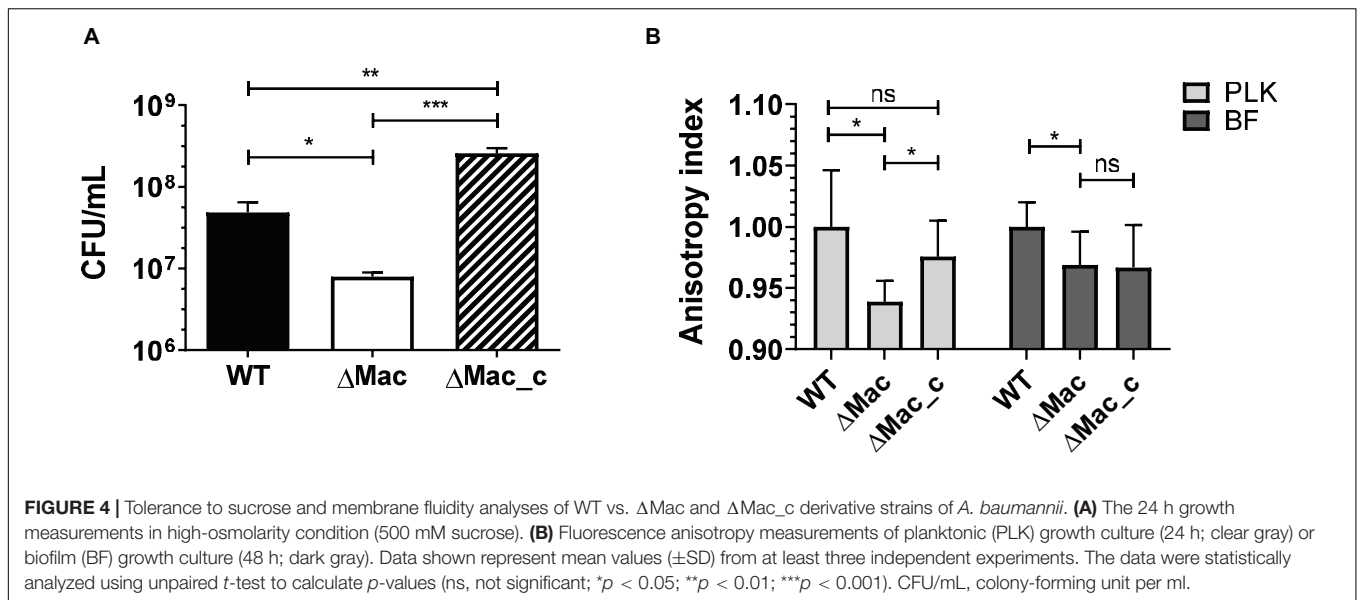 A
**
***
*
10⁹
10⁸
10⁷
10⁶
CFU/mL
WT
ΔMac
ΔMac_c
B
PLK
BF
ns
*
*
*
ns
1.10
1.05
1.00
0.95
0.90
Anisotropy index
WT
ΔMac
ΔMac_c
WT
ΔMac
ΔMac_c
FIGURE 4 | Tolerance to sucrose and membrane fluidity analyses of WT vs. ΔMac and ΔMac_c derivative strains of A. baumannii. (A) The 24 h growth
measurements in high-osmolarity condition (500 mM sucrose). (B) Fluorescence anisotropy measurements of planktonic (PLK) growth culture (24 h; clear gray) or
biofilm (BF) growth culture (48 h; dark gray). Data shown represent mean values (±SD) from at least three independent experiments. The data were statistically
analyzed using unpaired t-test to calculate p-values (ns, not significant; *p < 0.05; **p < 0.01; ***p < 0.001). CFU/mL, colony-forming unit per ml.